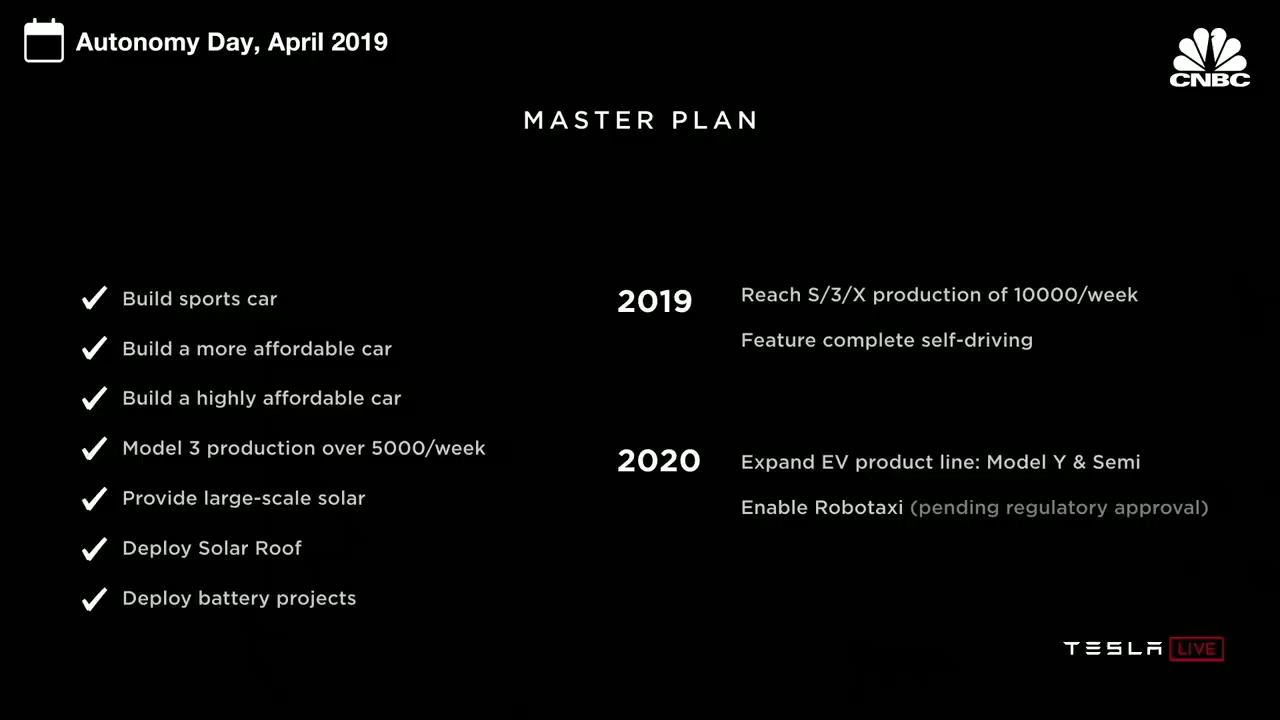 Autonomy Day, April 2019
CNBC
MASTER PLAN
Build sports car
Build a more affordable car
Build a highly affordable car
Model 3 production over 5000/week
Provide large-scale solar
Deploy Solar Roof
Deploy battery projects
2019
Reach S/3/X production of 10000/week
Feature complete self-driving
2020
Expand EV product line: Model Y & Semi
Enable Robotaxi (pending regulatory approval)
TESLA LIVE